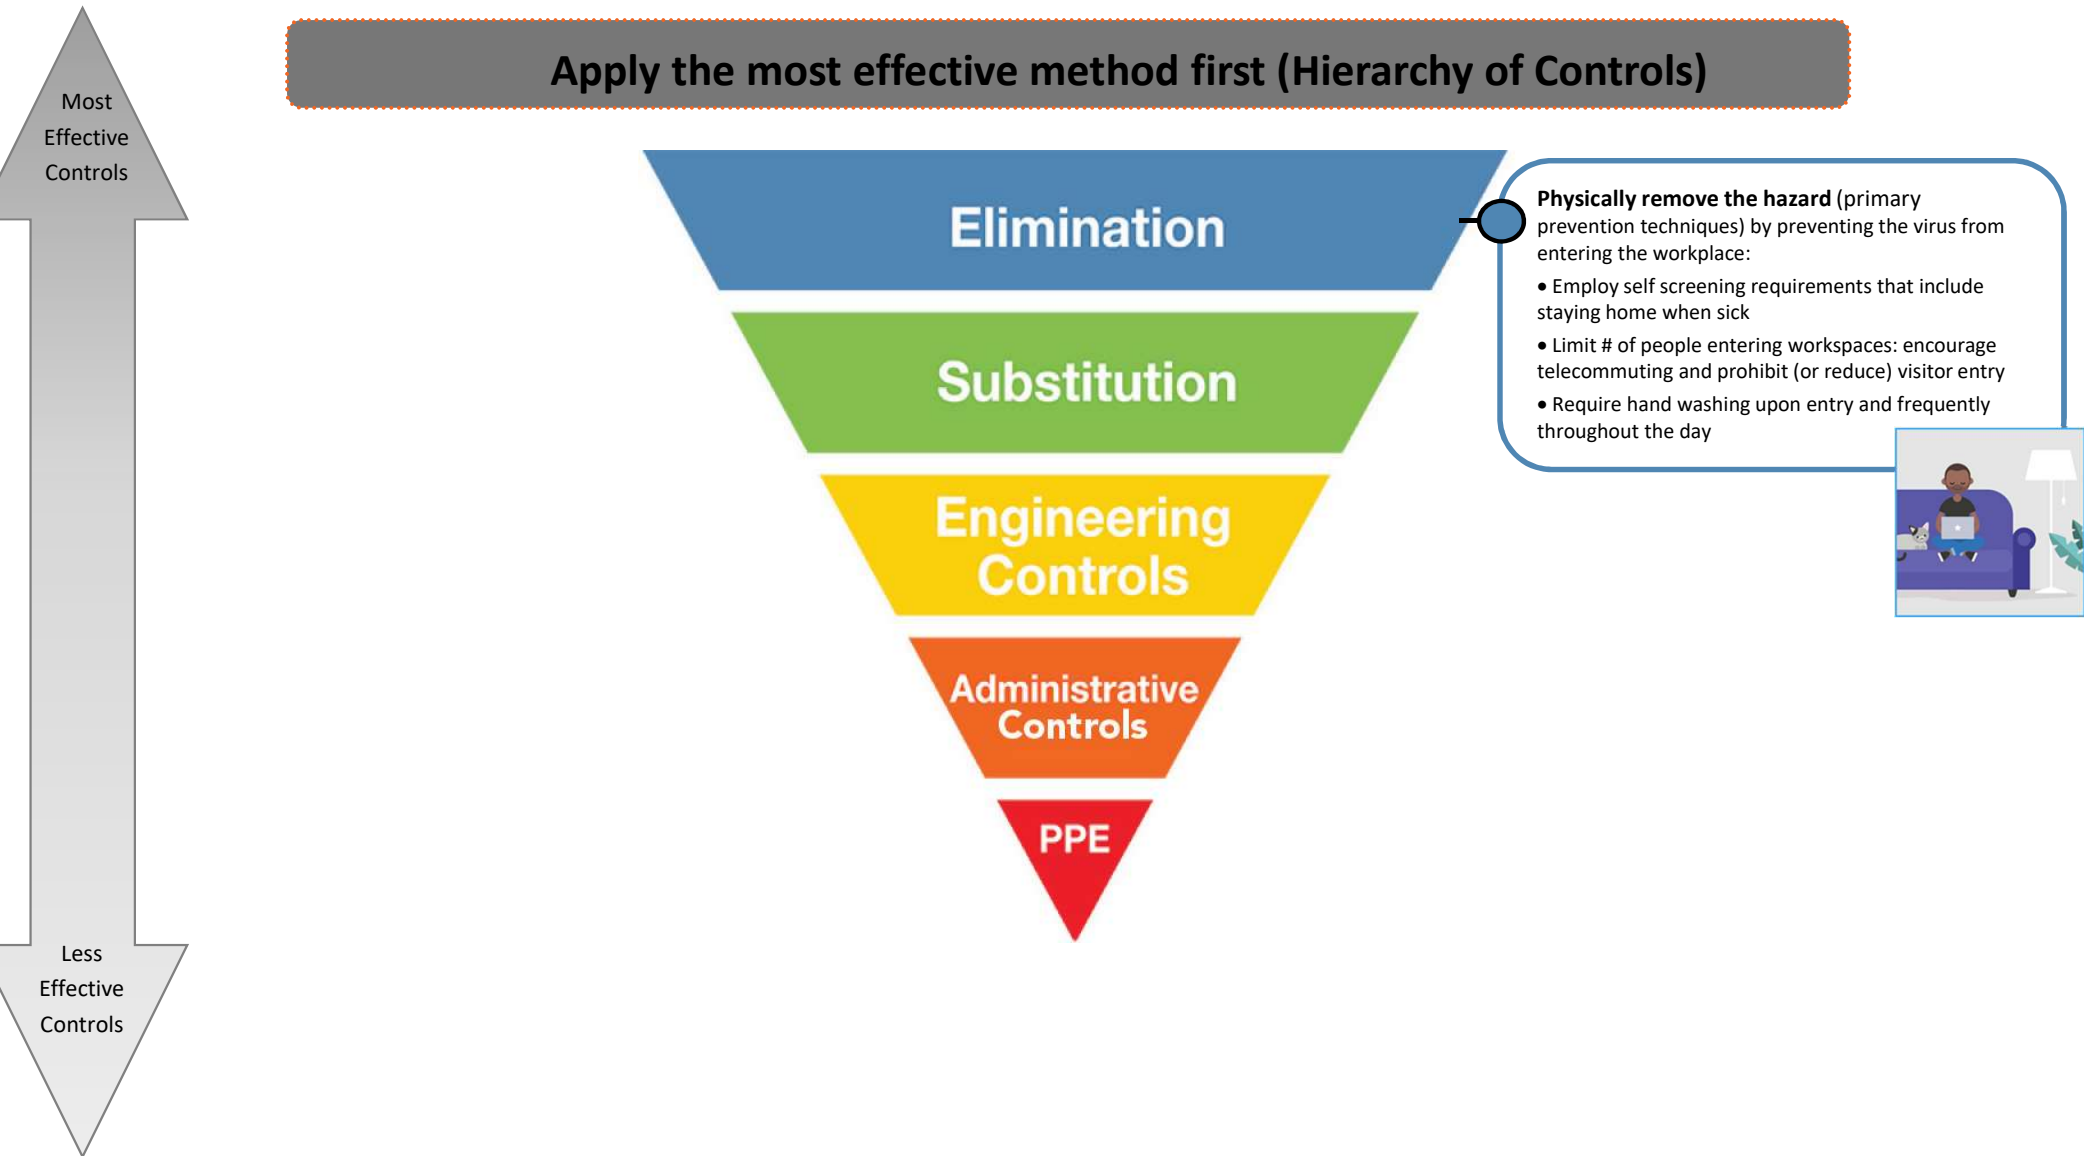 Apply the most effective method first (Hierarchy of Controls)
Most
Effective
Controls
Elimination
Physically remove the hazard (primary
prevention techniques) by preventing the virus from
entering the workplace:
• Employ self screening requirements that include
staying home when sick
• Limit # of people entering workspaces: encourage
telecommuting and prohibit (or reduce) visitor entry
• Require hand washing upon entry and frequently
throughout the day
Substitution
Engineering
Controls
Administrative
Controls
PPE
Less
Effective
Controls